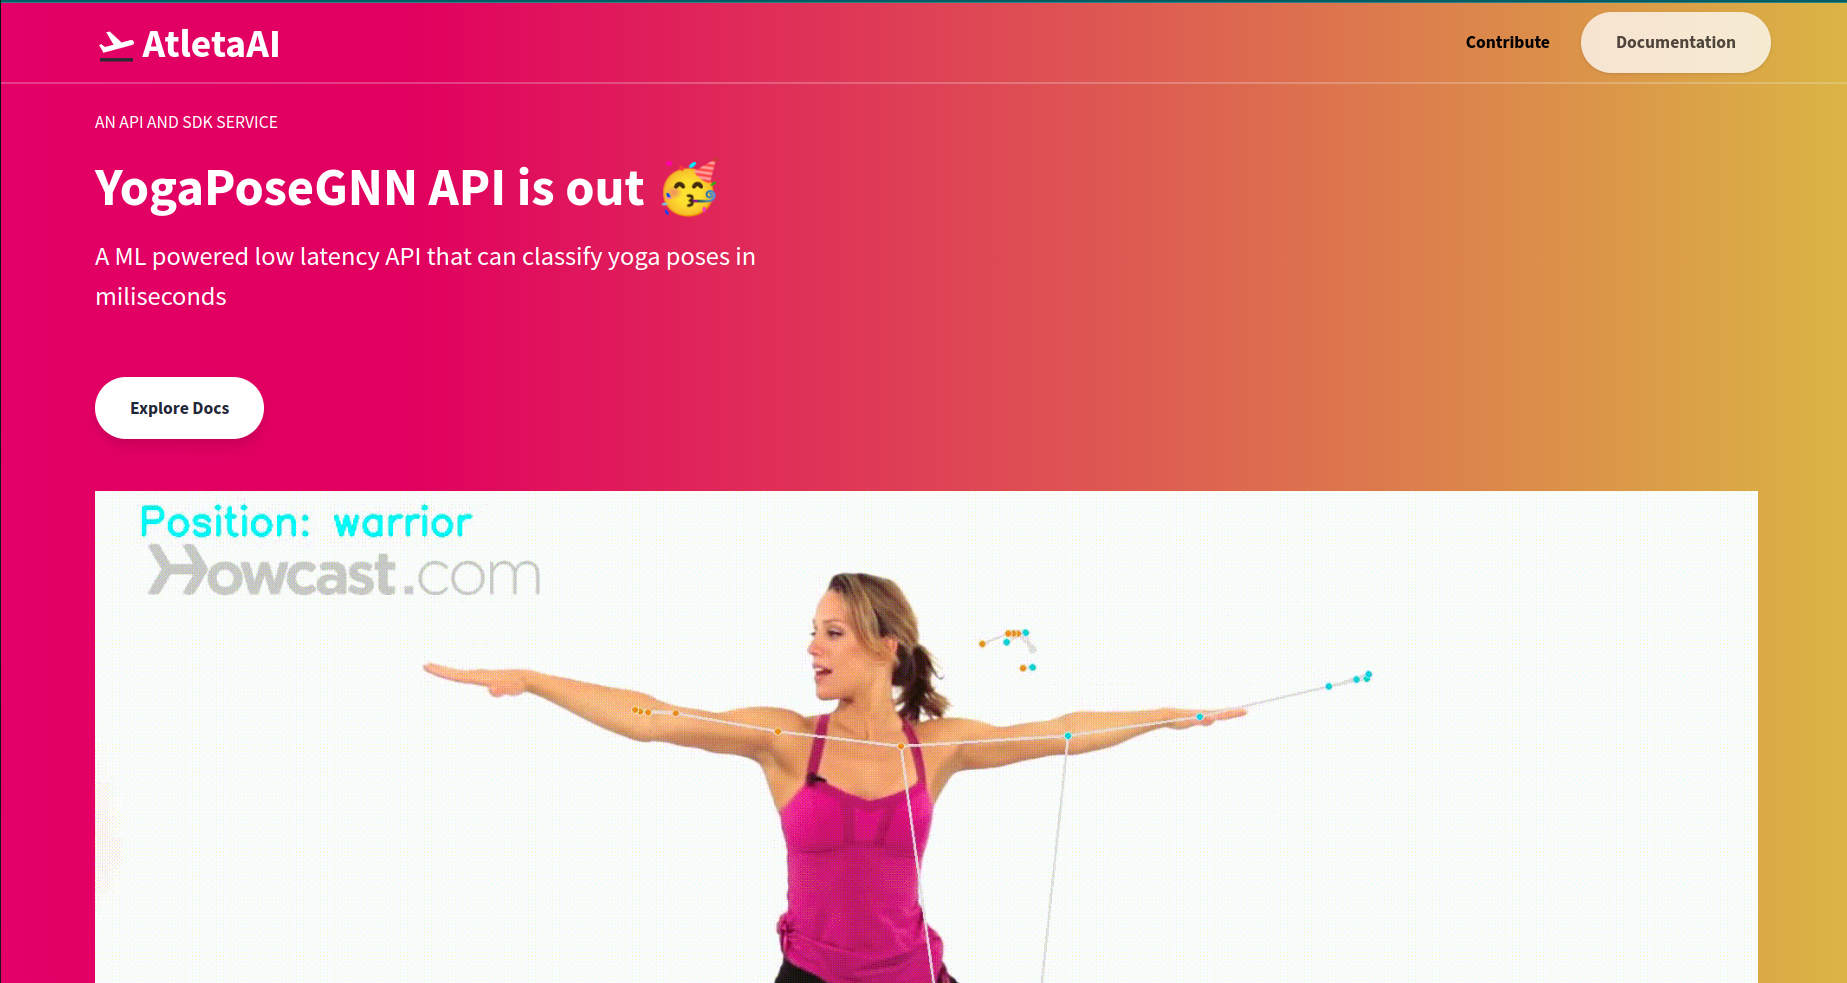 AtletaAI
Contribute
Documentation
AN API AND SDK SERVICE
YogaPoseGNN API is out 🥳
A ML powered low latency API that can classify yoga poses in
miliseconds
Explore Docs
Position: warrior
Howcast.com